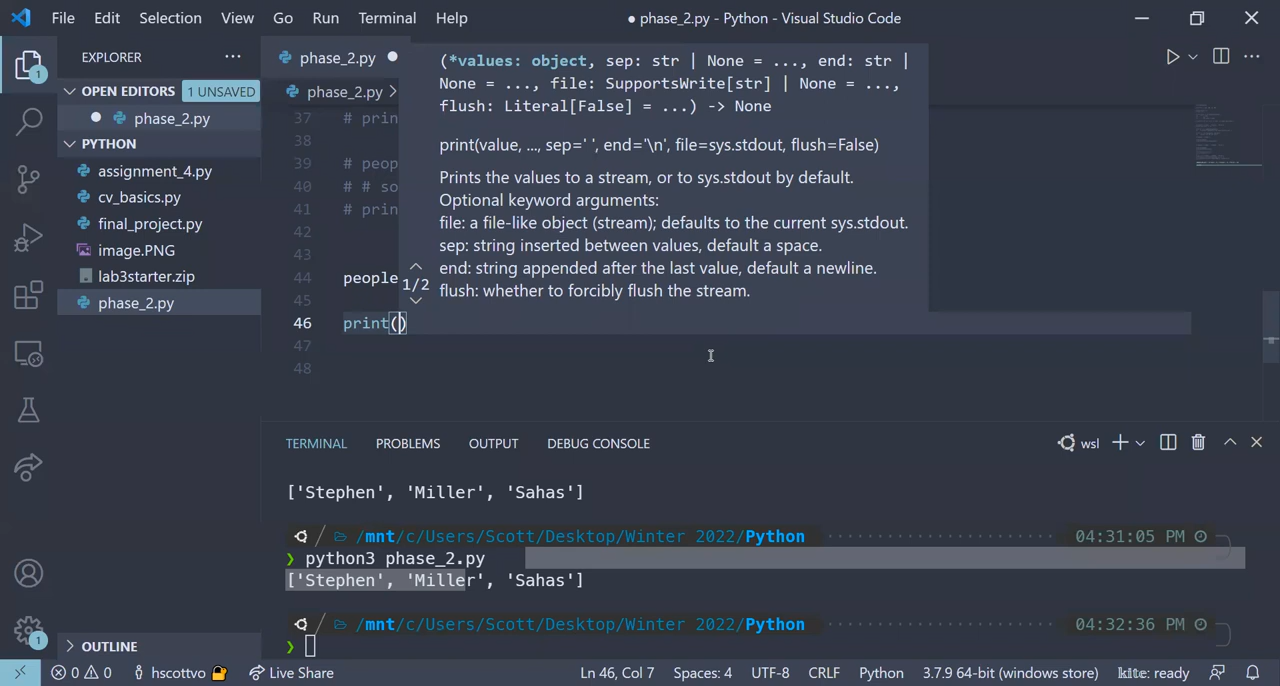 File Edit Selection View Go Run Terminal Help
● phase_2.py - Python - Visual Studio Code
EXPLORER
OPEN EDITORS 1 UNSAVED
phase_2.py
PYTHON
assignment_4.py
cv_basics.py
final_project.py
image.PNG
lab3starter.zip
phase_2.py
OUTLINE
1
1
phase_2.py
phase_2.py
(*values: object, sep: str | None = ..., end: str |
None = ..., file: SupportsWrite[str] | None = ...,
flush: Literal[False] = ...) -> None
print(value, ..., sep=' ', end='\n', file=sys.stdout, flush=False)
Prints the values to a stream, or to sys.stdout by default.
Optional keyword arguments:
file: a file-like object (stream); defaults to the current sys.stdout.
sep: string inserted between values, default a space.
end: string appended after the last value, default a newline.
flush: whether to forcibly flush the stream.
1/2
37 # prin
38
39 # peop
40 # # so
41 # prin
42
43
44 people
45
46 print()
47
48
TERMINAL PROBLEMS OUTPUT DEBUG CONSOLE
wsl
['Stephen', 'Miller', 'Sahas']
/mnt/c/Users/Scott/Desktop/Winter 2022/Python 04:31:05 PM
❯ python3 phase_2.py
['Stephen', 'Miller', 'Sahas']
/mnt/c/Users/Scott/Desktop/Winter 2022/Python 04:32:36 PM
❯
0 0 hscottvo Live Share Ln 46, Col 7 Spaces: 4 UTF-8 CRLF Python 3.7.9 64-bit (windows store) kite: ready